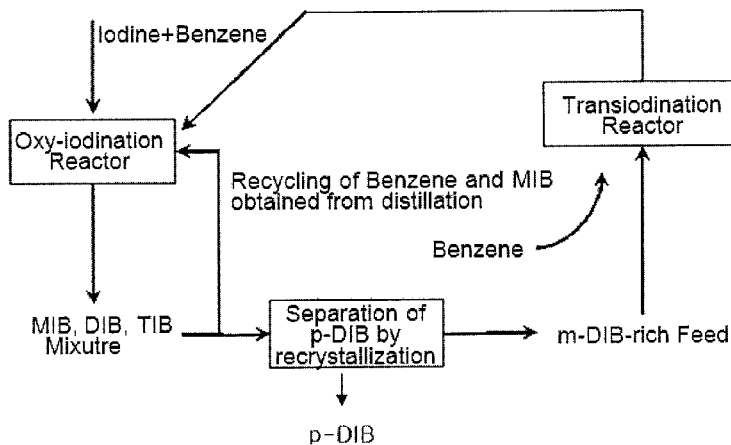 Iodine+Benzene
Transiodination
Reactor
Oxy-iodination
Reactor
Recycling of Benzene and MIB
obtained from distillation
Benzene
MIB, DIB, TIB
Mixutre
Separation of
p-DIB by
recrystallization
m-DIB-rich Feed
p-DIB